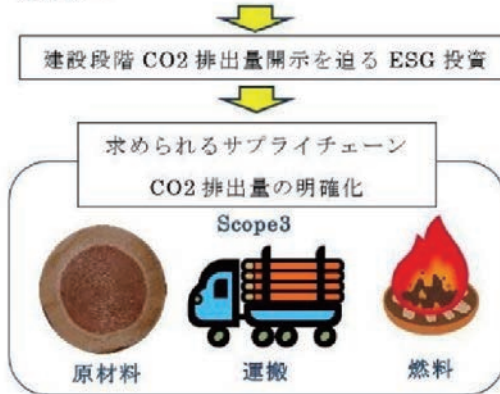 建設段階 CO2 排出量開示を迫る ESG 投資
求められるサプライチェーン
CO2 排出量の明確化
Scope3
原材料
運搬
燃料